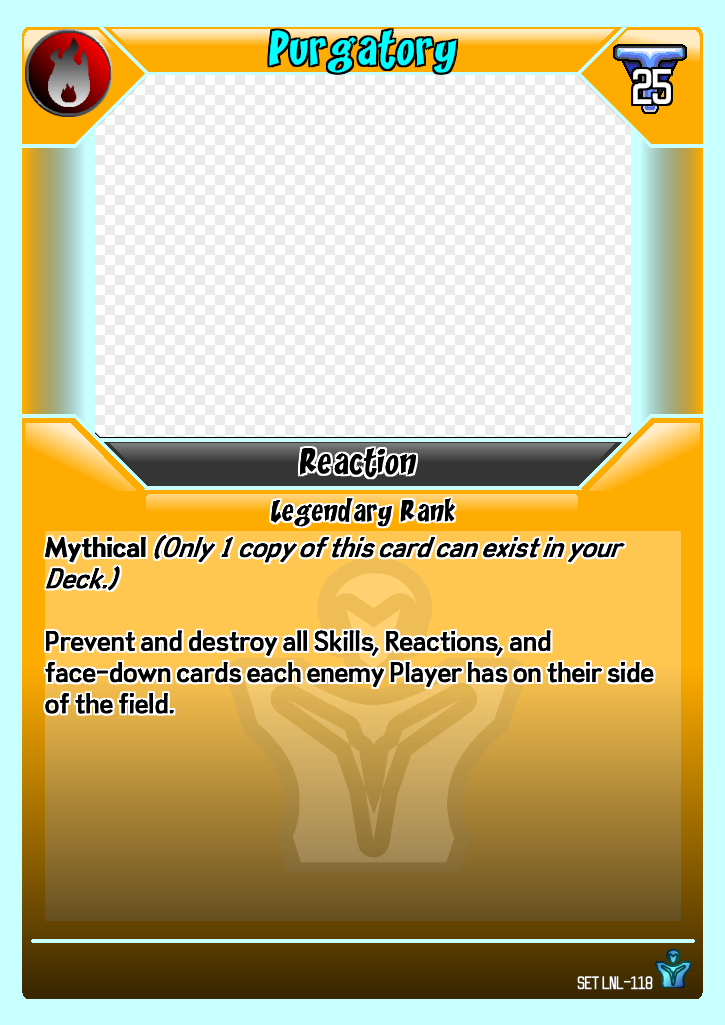 Purgatory
25
Reaction
Legendary Rank
Mythical (Only 1 copy of this card can exist in your
Deck.)
Prevent and destroy all Skills, Reactions, and
face-down cards each enemy Player has on their side
of the field.
SET LNL-118